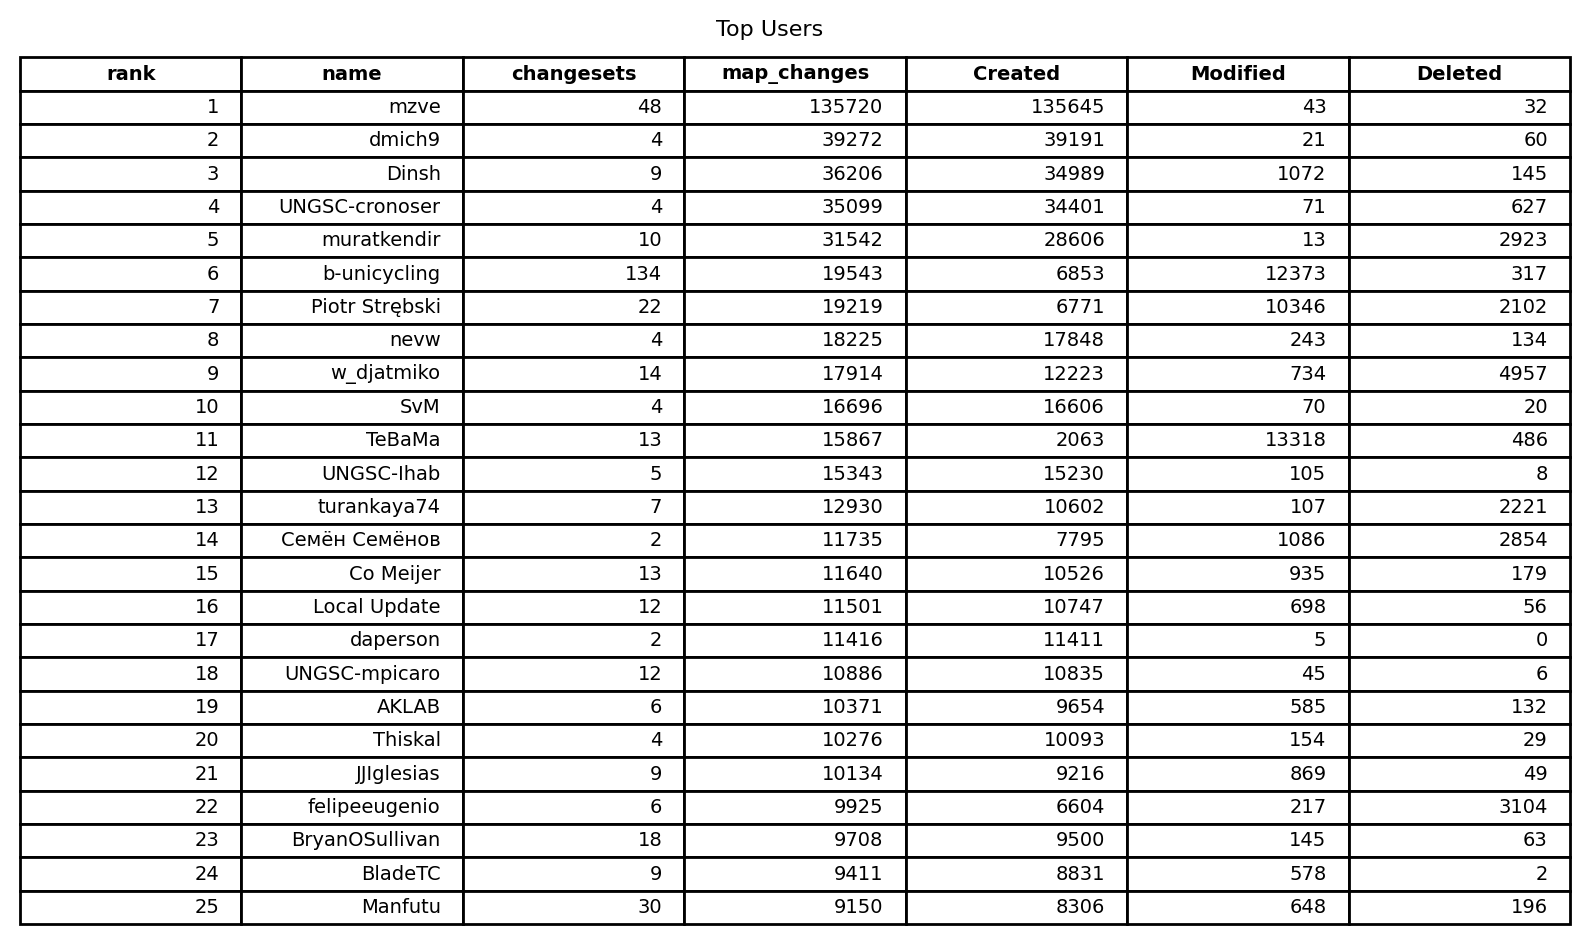 Top Users
rank name changesets map_changes Created Modified Deleted
1 mzve 48 135720 135645 43 32
2 dmich9 4 39272 39191 21 60
3 Dinsh 9 36206 34989 1072 145
4 UNGSC-cronoser 4 35099 34401 71 627
5 muratkendir 10 31542 28606 13 2923
6 b-unicycling 134 19543 6853 12373 317
7 Piotr Strębski 22 19219 6771 10346 2102
8 nevw 4 18225 17848 243 134
9 w_djatmiko 14 17914 12223 734 4957
10 SvM 4 16696 16606 70 20
11 TeBaMa 13 15867 2063 13318 486
12 UNGSC-Ihab 5 15343 15230 105 8
13 turankaya74 7 12930 10602 107 2221
14 Семён Семёнов 2 11735 7795 1086 2854
15 Co Meijer 13 11640 10526 935 179
16 Local Update 12 11501 10747 698 56
17 daperson 2 11416 11411 5 0
18 UNGSC-mpicaro 12 10886 10835 45 6
19 AKLAB 6 10371 9654 585 132
20 Thiskal 4 10276 10093 154 29
21 JJIglesias 9 10134 9216 869 49
22 felipeeugenio 6 9925 6604 217 3104
23 BryanOSullivan 18 9708 9500 145 63
24 BladeTC 9 9411 8831 578 2
25 Manfutu 30 9150 8306 648 196